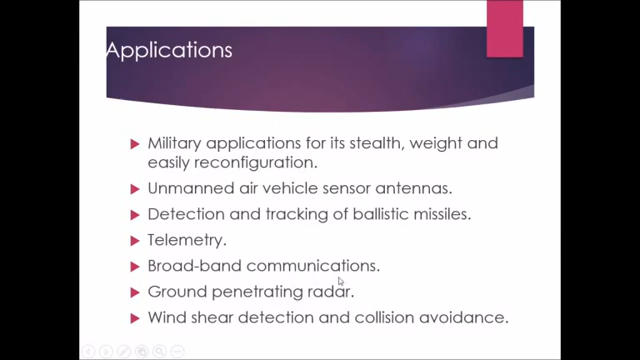 Applications
Military applications for its stealth, weight and
easily reconfiguration.
Unmanned air vehicle sensor antennas.
Detection and tracking of ballistic missiles.
Telemetry.
Broad-band communications.
Ground penetrating radar.
Wind shear detection and collision avoidance.